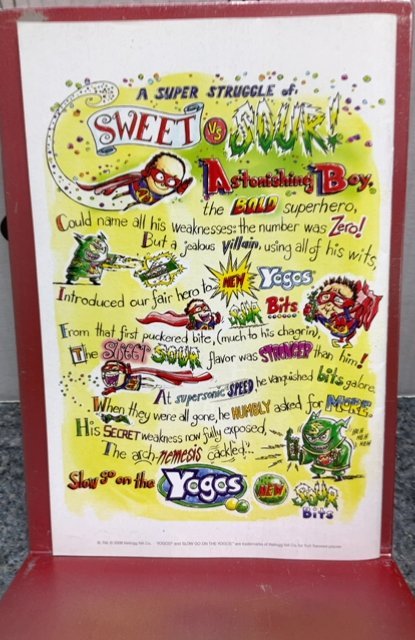 A SUPER STRUGGLE of:
SWEET VS SOUR!
Astonishing Boy,
the BOLD superhero,
Could name all his weaknesses: the number was Zero!
But a jealous villain, using all of his wits,
Introduced our fair hero to NEW Yogos
SOUR Bits
From that first puckered bite, (much to his chagrin),
The SWEET SOUR flavor was STRONGER than him!
At supersonic SPEED he vanquished bits galore,
When they were all gone, he HUMBLY asked for MORE.
His SECRET weakness now fully exposed,
The arch-nemesis cackled...
HEH
HEH
HEH
Slow go on the Yogos NEW SOUR
BITS